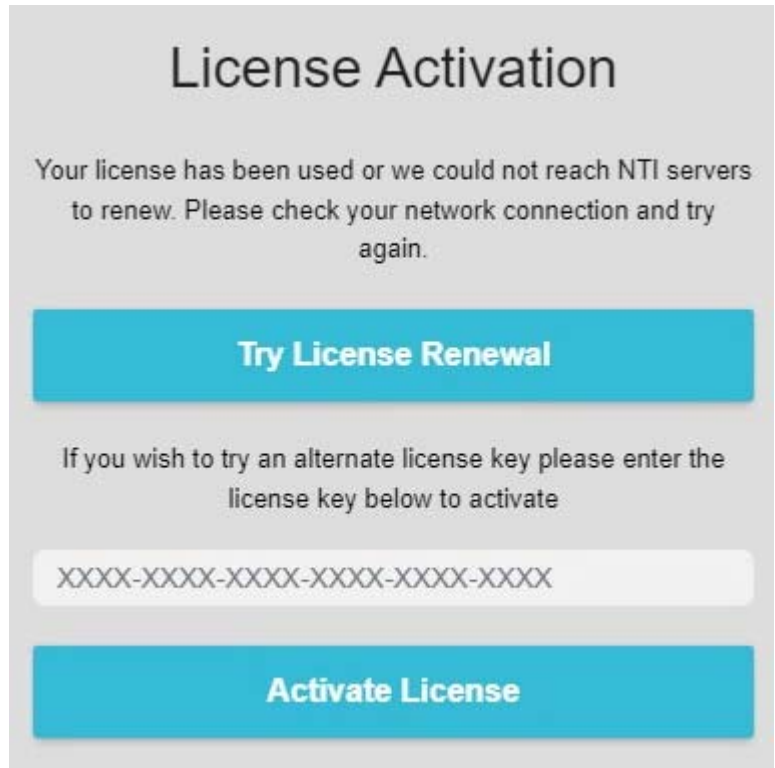 License Activation
Your license has been used or we could not reach NTI servers
to renew. Please check your network connection and try
again.
Try License Renewal
If you wish to try an alternate license key please enter the
license key below to activate
XXXX-XXXX-XXXX-XXXX-XXXX-XXXX
Activate License